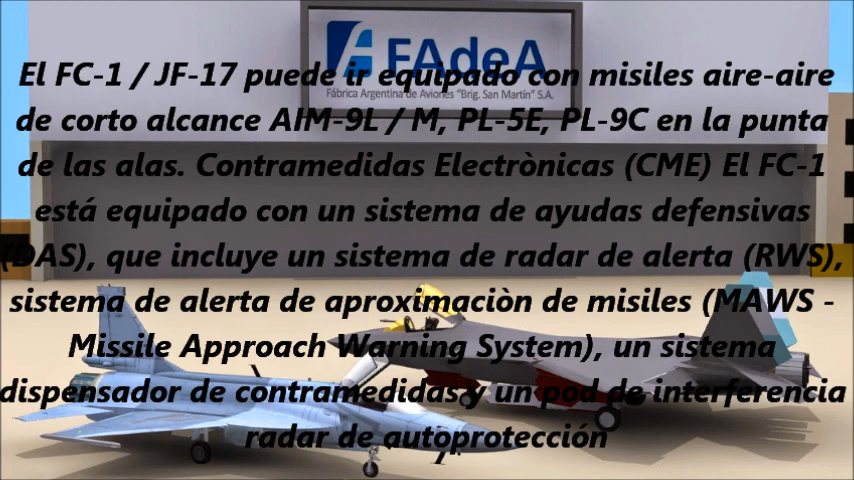 FAdeA
Fábrica Argentina de Aviones "Brig. San Martín" S.A.
El FC-1 / JF-17 puede ir equipado con misiles aire-aire
de corto alcance AIM-9L / M, PL-5E, PL-9C en la punta
de las alas. Contramedidas Electrònicas (CME) El FC-1
está equipado con un sistema de ayudas defensivas
(DAS), que incluye un sistema de radar de alerta (RWS),
sistema de alerta de aproximaciòn de misiles (MAWS -
Missile Approach Warning System), un sistema
dispensador de contramedidas y un pod de interferencia
radar de autoprotección